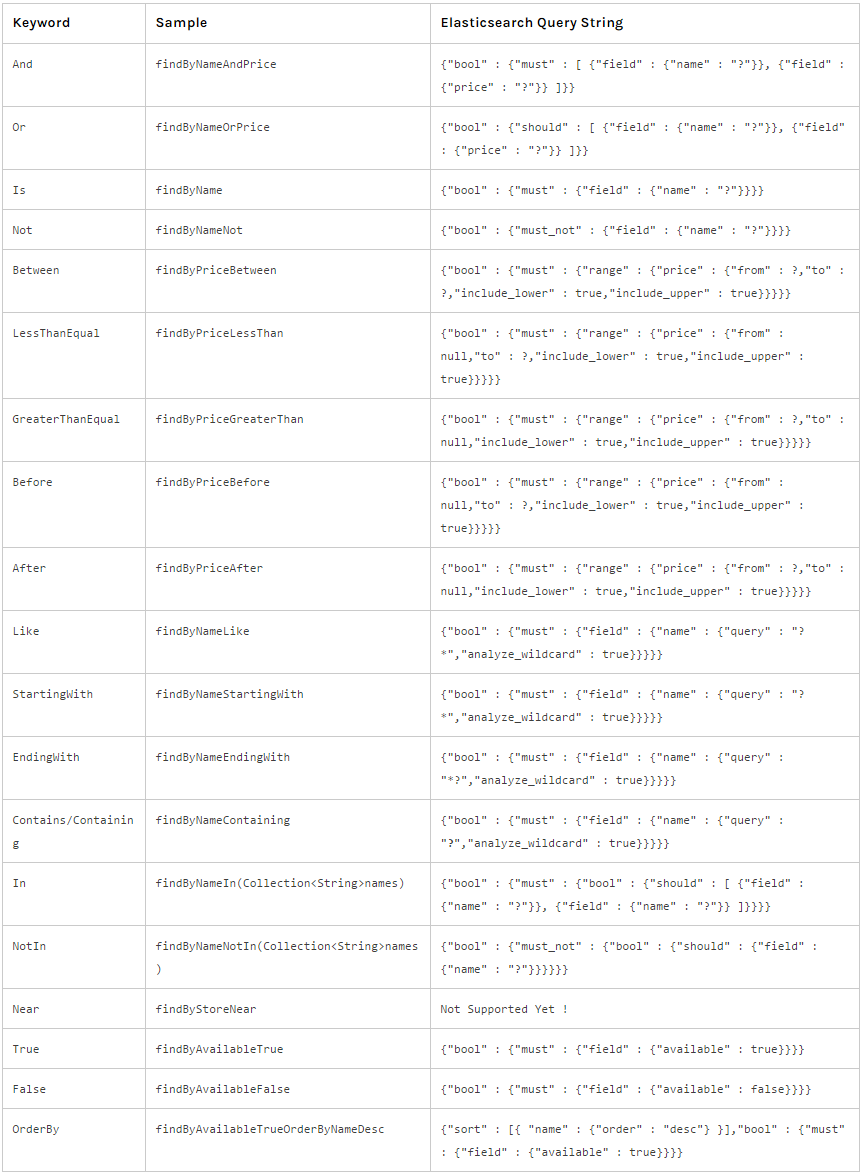 Keyword Sample Elasticsearch Query String
And findByNameAndPrice {"bool" : {"must" : [ {"field" : {"name" : "?"}}, {"field" :
{"price" : "?"}} ]}}
Or findByNameOrPrice {"bool" : {"should" : [ {"field" : {"name" : "?"}}, {"field"
: {"price" : "?"}} ]}}
Is findByName {"bool" : {"must" : {"field" : {"name" : "?"}}}}
Not findByNameNot {"bool" : {"must_not" : {"field" : {"name" : "?"}}}}
Between findByPriceBetween {"bool" : {"must" : {"range" : {"price" : {"from" : ?,"to" :
?,"include_lower" : true,"include_upper" : true}}}}}
LessThanEqual findByPriceLessThan {"bool" : {"must" : {"range" : {"price" : {"from" :
null,"to" : ?,"include_lower" : true,"include_upper" :
true}}}}}
GreaterThanEqual findByPriceGreaterThan {"bool" : {"must" : {"range" : {"price" : {"from" : ?,"to" :
null,"include_lower" : true,"include_upper" : true}}}}}
Before findByPriceBefore {"bool" : {"must" : {"range" : {"price" : {"from" :
null,"to" : ?,"include_lower" : true,"include_upper" :
true}}}}}
After findByPriceAfter {"bool" : {"must" : {"range" : {"price" : {"from" : ?,"to" :
null,"include_lower" : true,"include_upper" : true}}}}}
Like findByNameLike {"bool" : {"must" : {"field" : {"name" : {"query" : "?
*","analyze_wildcard" : true}}}}}
StartingWith findByNameStartingWith {"bool" : {"must" : {"field" : {"name" : {"query" : "?
*","analyze_wildcard" : true}}}}}
EndingWith findByNameEndingWith {"bool" : {"must" : {"field" : {"name" : {"query" :
"*?","analyze_wildcard" : true}}}}}
Contains/Containin findByNameContaining {"bool" : {"must" : {"field" : {"name" : {"query" :
g "?","analyze_wildcard" : true}}}}}
In findByNameIn(Collection<String>names) {"bool" : {"must" : {"bool" : {"should" : [ {"field" :
{"name" : "?"}}, {"field" : {"name" : "?"}} ]}}}}
NotIn findByNameNotIn(Collection<String>names {"bool" : {"must_not" : {"bool" : {"should" : {"field" :
) {"name" : "?"}}}}}}
Near findByStoreNear Not Supported Yet !
True findByAvailableTrue {"bool" : {"must" : {"field" : {"available" : true}}}}
False findByAvailableFalse {"bool" : {"must" : {"field" : {"available" : false}}}}
OrderBy findByAvailableTrueOrderByNameDesc {"sort" : [{ "name" : {"order" : "desc"} }],"bool" : {"must"
: {"field" : {"available" : true}}}}